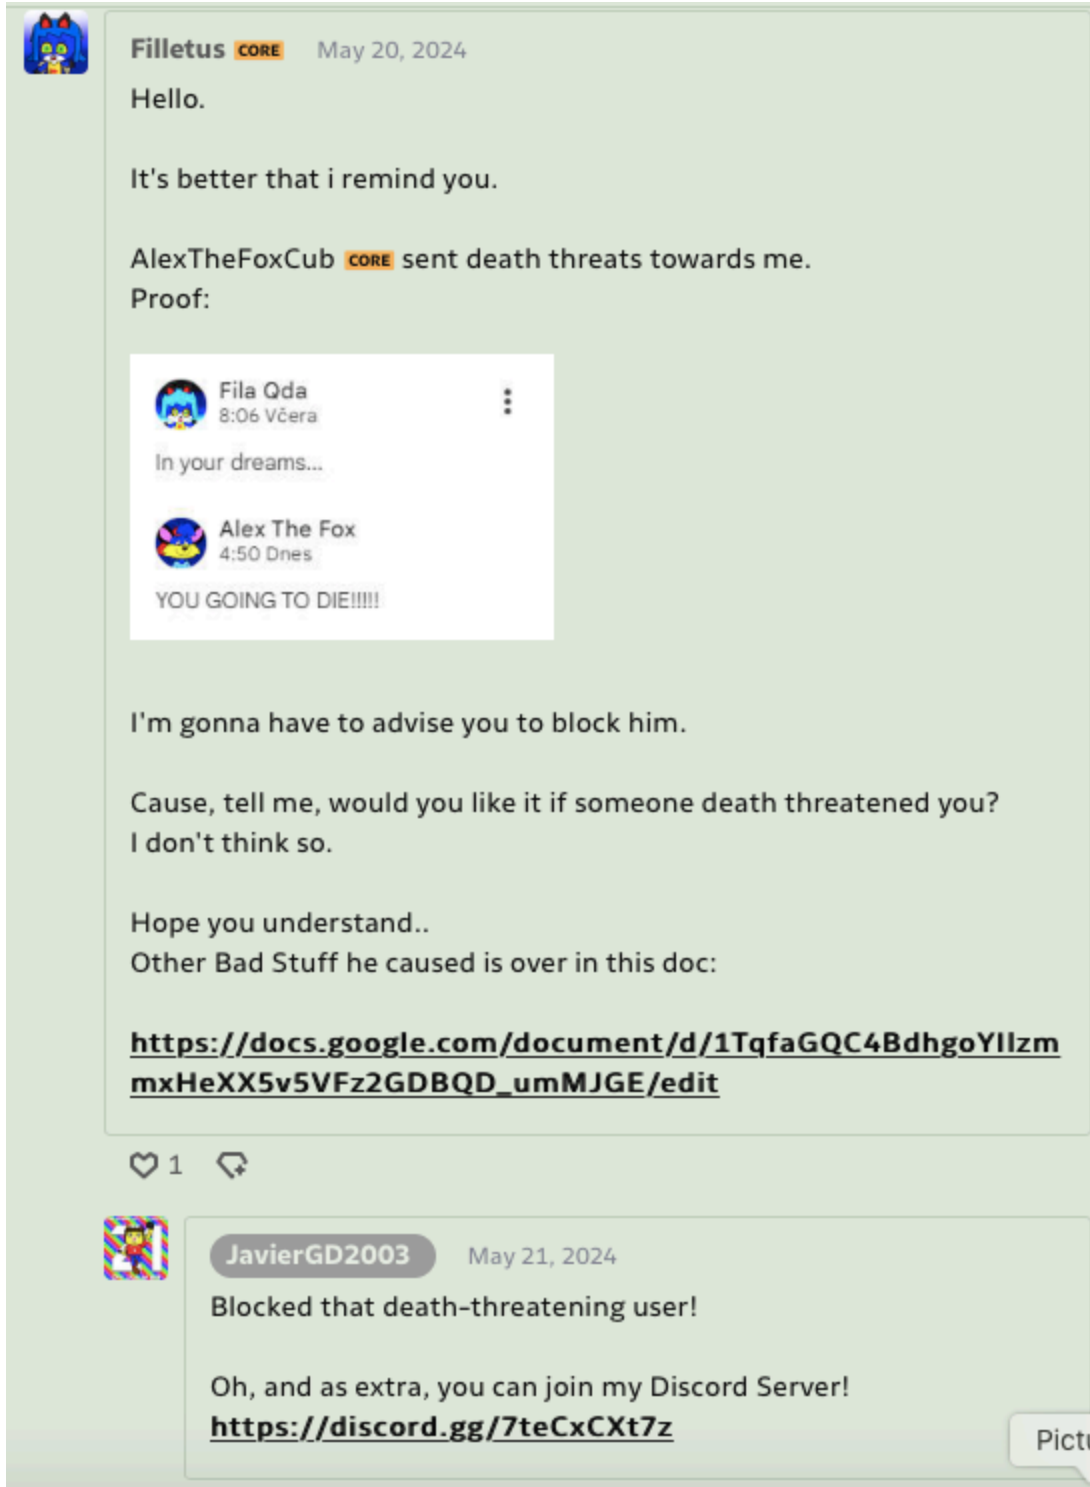 Filletus CORE May 20, 2024
Hello.
It's better that i remind you.
AlexTheFoxCub CORE sent death threats towards me.
Proof:
Fila Qda
8:06 Včera
In your dreams...
Alex The Fox
4:50 Dnes
YOU GOING TO DIE!!!!!
I'm gonna have to advise you to block him.
Cause, tell me, would you like it if someone death threatened you?
I don't think so.
Hope you understand..
Other Bad Stuff he caused is over in this doc:
https://docs.google.com/document/d/1TqfaGQC4BdhgoYIlzm
mxHeXX5v5VFz2GDBQD_umMJGE/edit
1
JavierGD2003 May 21, 2024
Blocked that death-threatening user!
Oh, and as extra, you can join my Discord Server!
https://discord.gg/7teCxCXt7z
Pictu